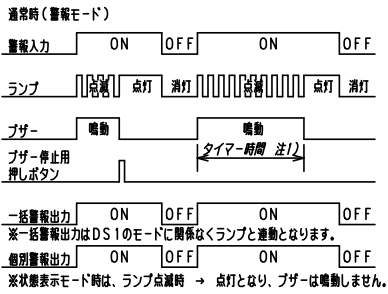 通常時(警報モード)
警報入力 ON OFF ON OFF
ランプ 点滅 点灯 消灯 点滅 点灯 消灯
ブザー 鳴動 鳴動
タイマー時間 注1)
ブザー停止用
押しボタン
一括警報出力 ON OFF ON OFF
※一括警報出力はDS1のモードに関係なくランプと連動となります。
個別警報出力 ON OFF ON OFF
※状態表示モード時は、ランプ点滅時 → 点灯となり、ブザーは鳴動しません。